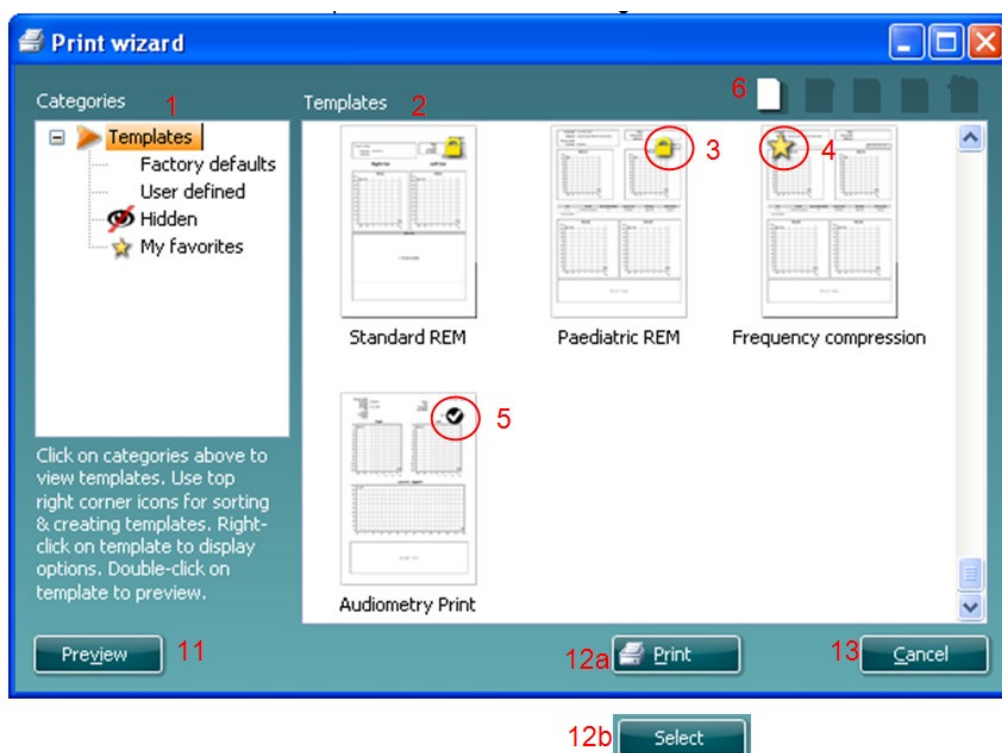 Print wizard
Categories 1 Templates 2 6
Templates
Factory defaults
User defined
Hidden
My favorites
3 4
Standard REM Paediatric REM Frequency compression
5
Audiometry Print
Click on categories above to
view templates. Use top
right corner icons for sorting
& creating templates. Right-
click on template to display
options. Double-click on
template to preview.
Preview 11 12a Print 13 Cancel
12b Select